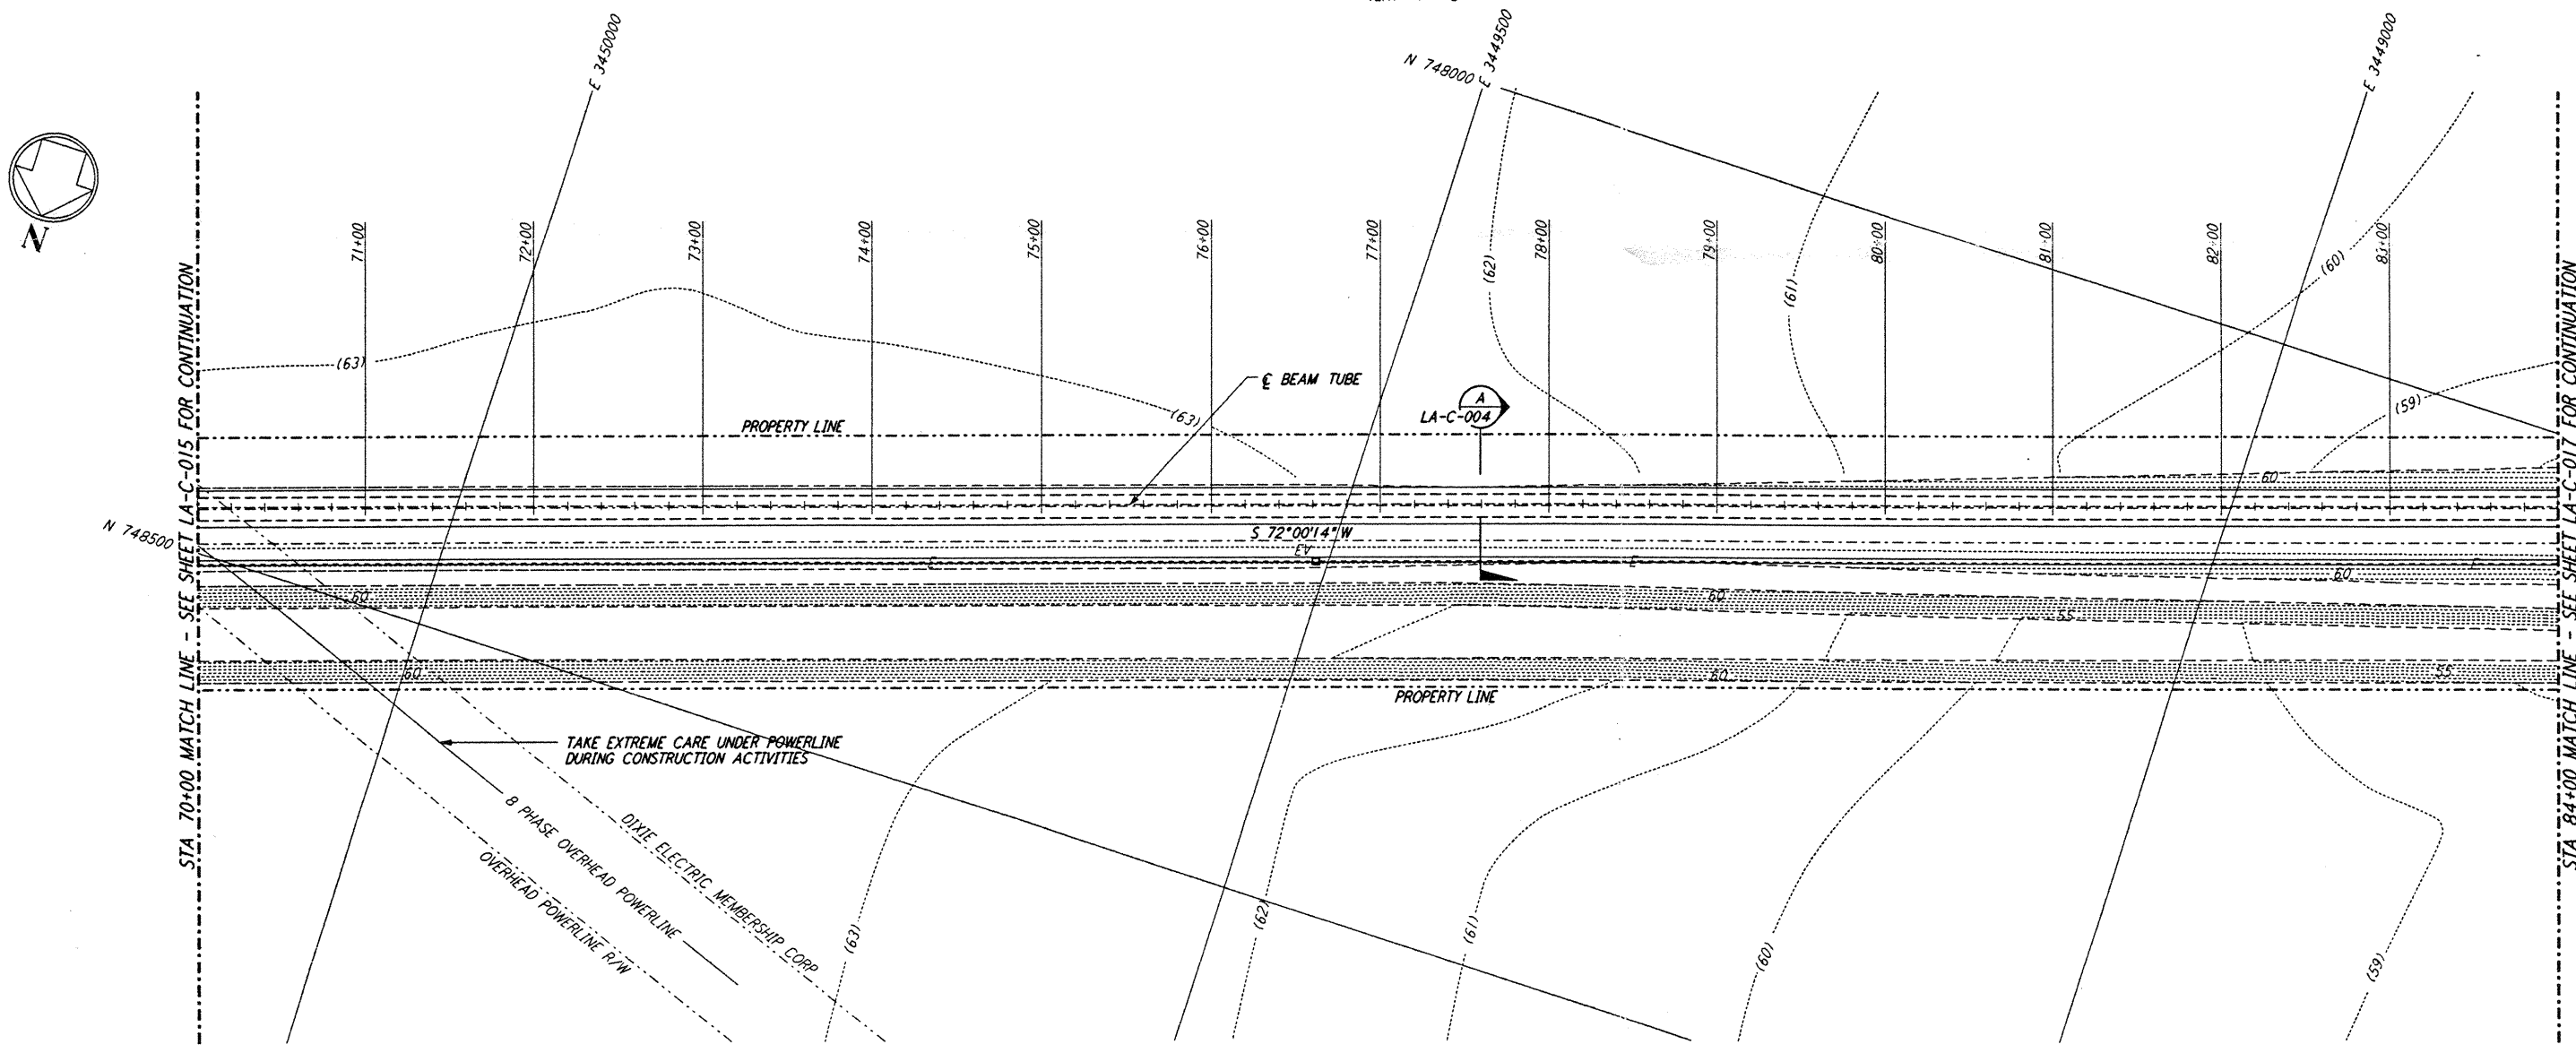 E 3450000
N 748000
E 3449500
E 3449000
N
71+00
72+00
73+00
74+00
75+00
76+00
77+00
78+00
79+00
80+00
81+00
82+00
83+00
(62)
(61)
(60)
(63)
(63)
(59)
℄ BEAM TUBE
A
LA-C-004
PROPERTY LINE
STA 70+00 MATCH LINE - SEE SHEET LA-C-015 FOR CONTINUATION
STA 84+00 MATCH LINE - SEE SHEET LA-C-017 FOR CONTINUATION
60
N 748500
S 72°00'14" W
EV
E
E
E
60
60
60
55
60
60
55
PROPERTY LINE
TAKE EXTREME CARE UNDER POWERLINE
DURING CONSTRUCTION ACTIVITIES
8 PHASE OVERHEAD POWERLINE
DIXIE ELECTRIC MEMBERSHIP CORP
OVERHEAD POWERLINE R/W
(63)
(62)
(61)
(60)
(59)